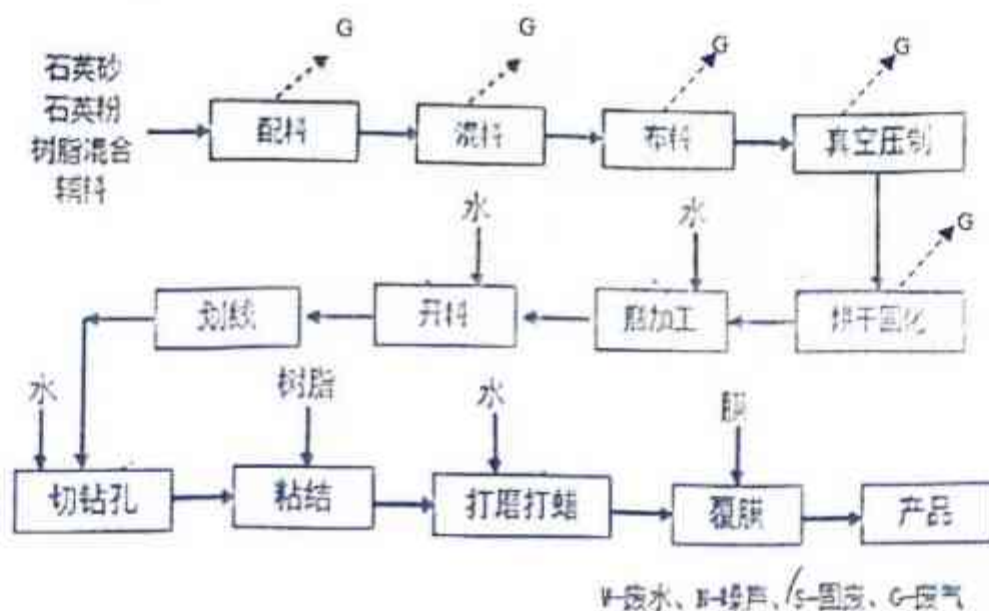 G G G G
石英砂
石英粉
树脂混合
辅料
配料 混料 布料 真空压制
水 水 G
划线 开料 磨加工 烘干固化
水 树脂 水 膜
切钻孔 粘结 打磨打蜡 覆膜 产品
W-废水、N-噪声、S-固废、G-废气